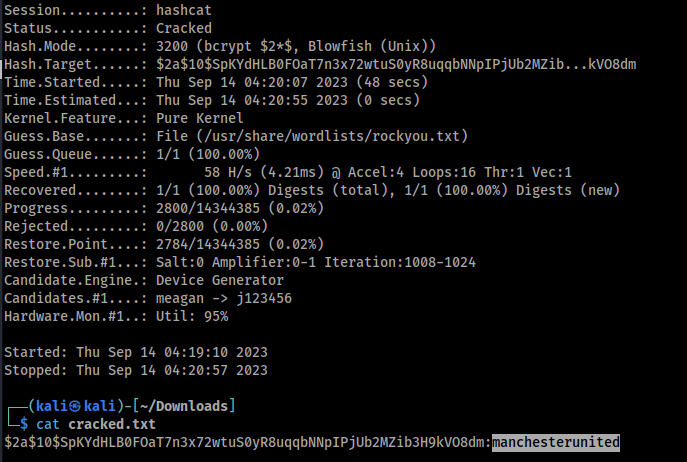 Session..........: hashcat
Status...........: Cracked
Hash.Mode........: 3200 (bcrypt $2*$, Blowfish (Unix))
Hash.Target......: $2a$10$SpKYdHLB0FOaT7n3x72wtuS0yR8uqqbNNpIPjUb2MZib...kVO8dm
Time.Started.....: Thu Sep 14 04:20:07 2023 (48 secs)
Time.Estimated...: Thu Sep 14 04:20:55 2023 (0 secs)
Kernel.Feature...: Pure Kernel
Guess.Base.......: File (/usr/share/wordlists/rockyou.txt)
Guess.Queue......: 1/1 (100.00%)
Speed.#1.........:       58 H/s (4.21ms) @ Accel:4 Loops:16 Thr:1 Vec:1
Recovered........: 1/1 (100.00%) Digests (total), 1/1 (100.00%) Digests (new)
Progress.........: 2800/14344385 (0.02%)
Rejected.........: 0/2800 (0.00%)
Restore.Point....: 2784/14344385 (0.02%)
Restore.Sub.#1...: Salt:0 Amplifier:0-1 Iteration:1008-1024
Candidate.Engine.: Device Generator
Candidates.#1....: meagan -> j123456
Hardware.Mon.#1..: Util: 95%
Started: Thu Sep 14 04:19:10 2023
Stopped: Thu Sep 14 04:20:57 2023
┌──(kali㉿kali)-[~/Downloads]
└─$ cat cracked.txt
$2a$10$SpKYdHLB0FOaT7n3x72wtuS0yR8uqqbNNpIPjUb2MZib3H9kVO8dm:manchesterunited